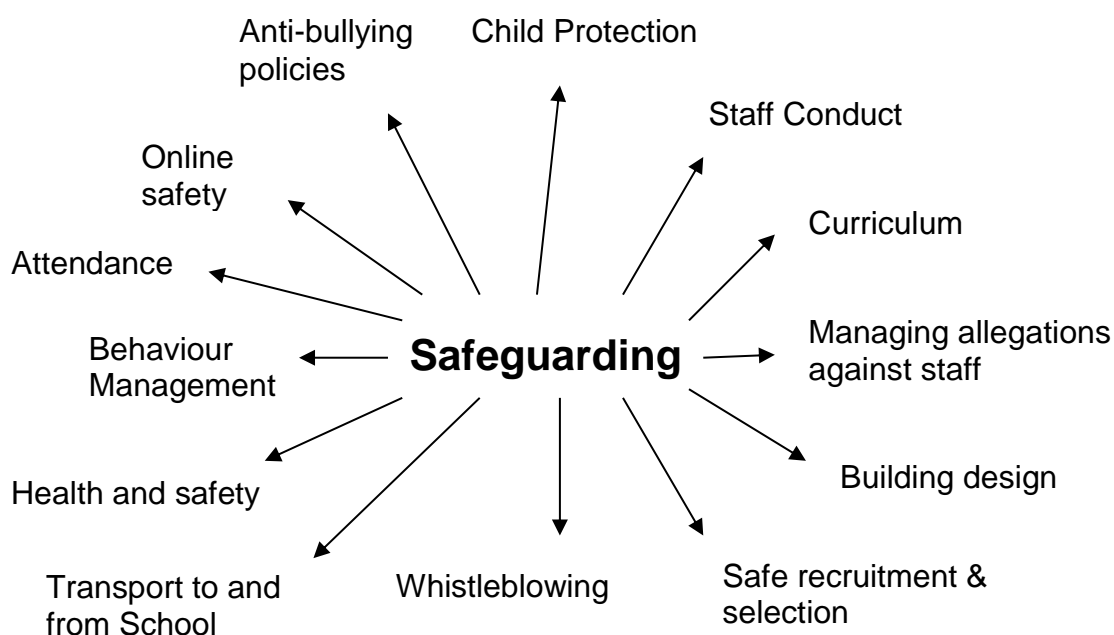 Anti-bullying
policies
Child Protection
Staff Conduct
Online
safety
Curriculum
Attendance
Behaviour
Management
Safeguarding
Managing allegations
against staff
Health and safety
Building design
Transport to and
from School
Whistleblowing
Safe recruitment &
selection